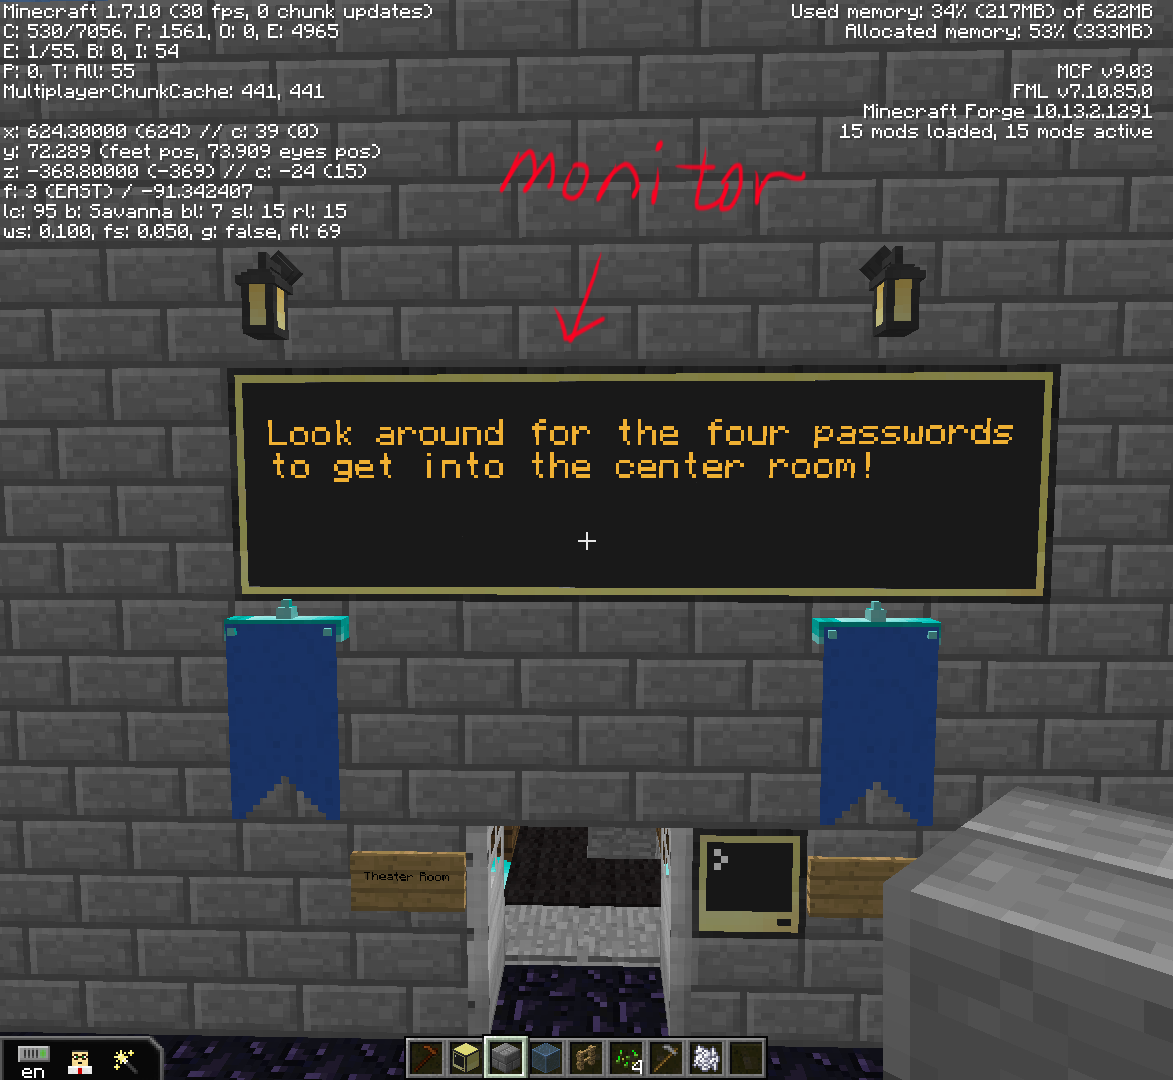 Minecraft 1.7.10 (30 fps, 0 chunk updates)
C: 530/7056. F: 1561, O: 0, E: 4965
E: 1/55. B: 0, I: 54
P: 0. T: All: 55
MultiplayerChunkCache: 441, 441
x: 624.30000 (624) // c: 39 (0)
y: 72.289 (feet pos, 73.909 eyes pos)
z: -368.80000 (-369) // c: -24 (15)
f: 3 (EAST) / -91.342407
lc: 95 b: Savanna bl: 7 sl: 15 rl: 15
ws: 0.100, fs: 0.050, g: false, fl: 69
Used memory: 34% (217MB) of 622MB
Allocated memory: 53% (333MB)
MCP v9.03
FML v7.10.85.0
Minecraft Forge 10.13.2.1291
15 mods loaded, 15 mods active
monitor
Look around for the four passwords
to get into the center room!
Theater Room
>
4
en